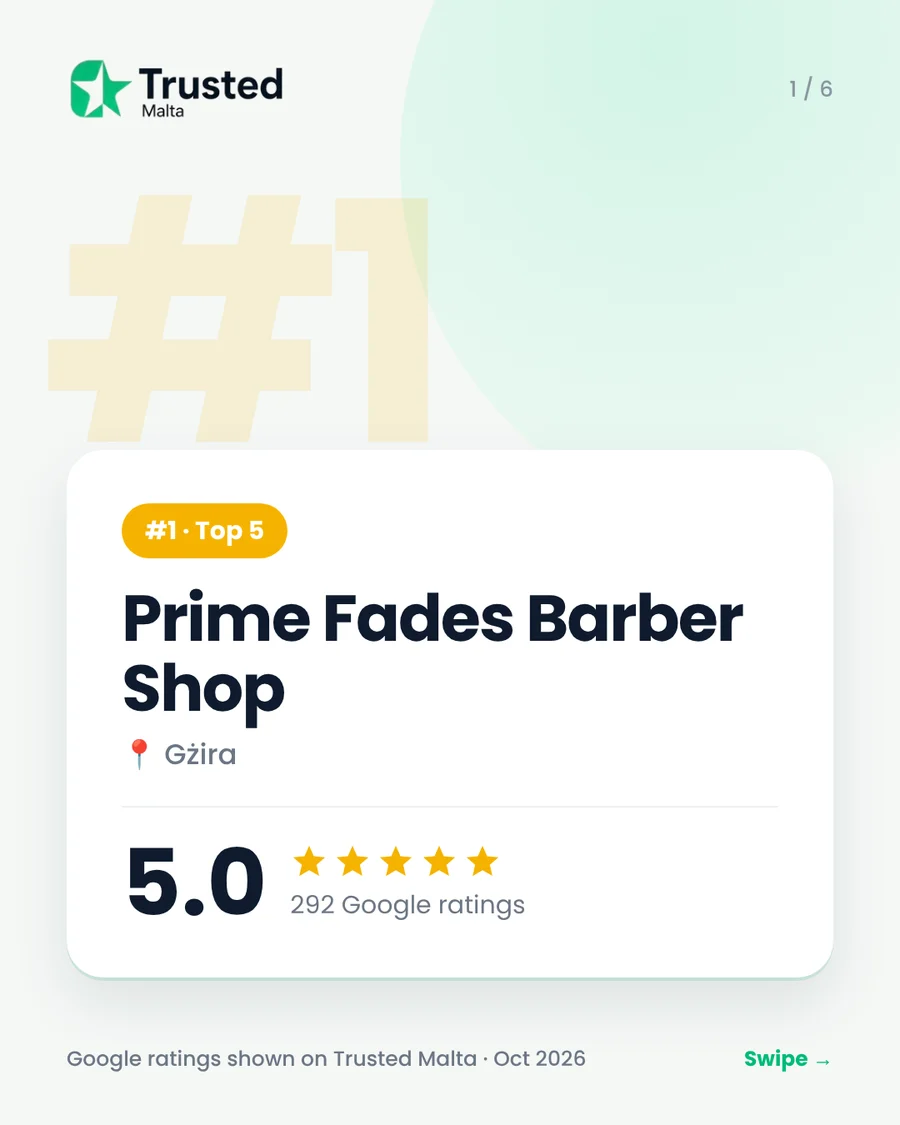 Trusted
Malta
1 / 6
#1
#1 · Top 5
Prime Fades Barber
Shop
📍 Gżira
5.0
292 Google ratings
Google ratings shown on Trusted Malta · Oct 2026
Swipe →